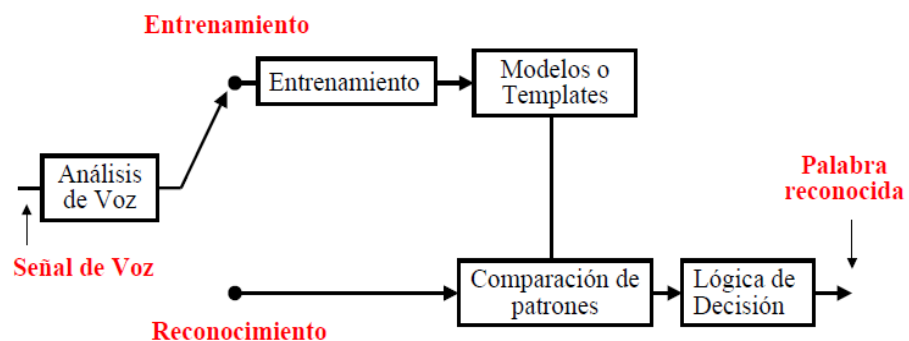 Entrenamiento
Entrenamiento
Modelos o
Templates
Análisis
de Voz
Señal de Voz
Palabra
reconocida
Comparación de
patrones
Lógica de
Decisión
Reconocimiento